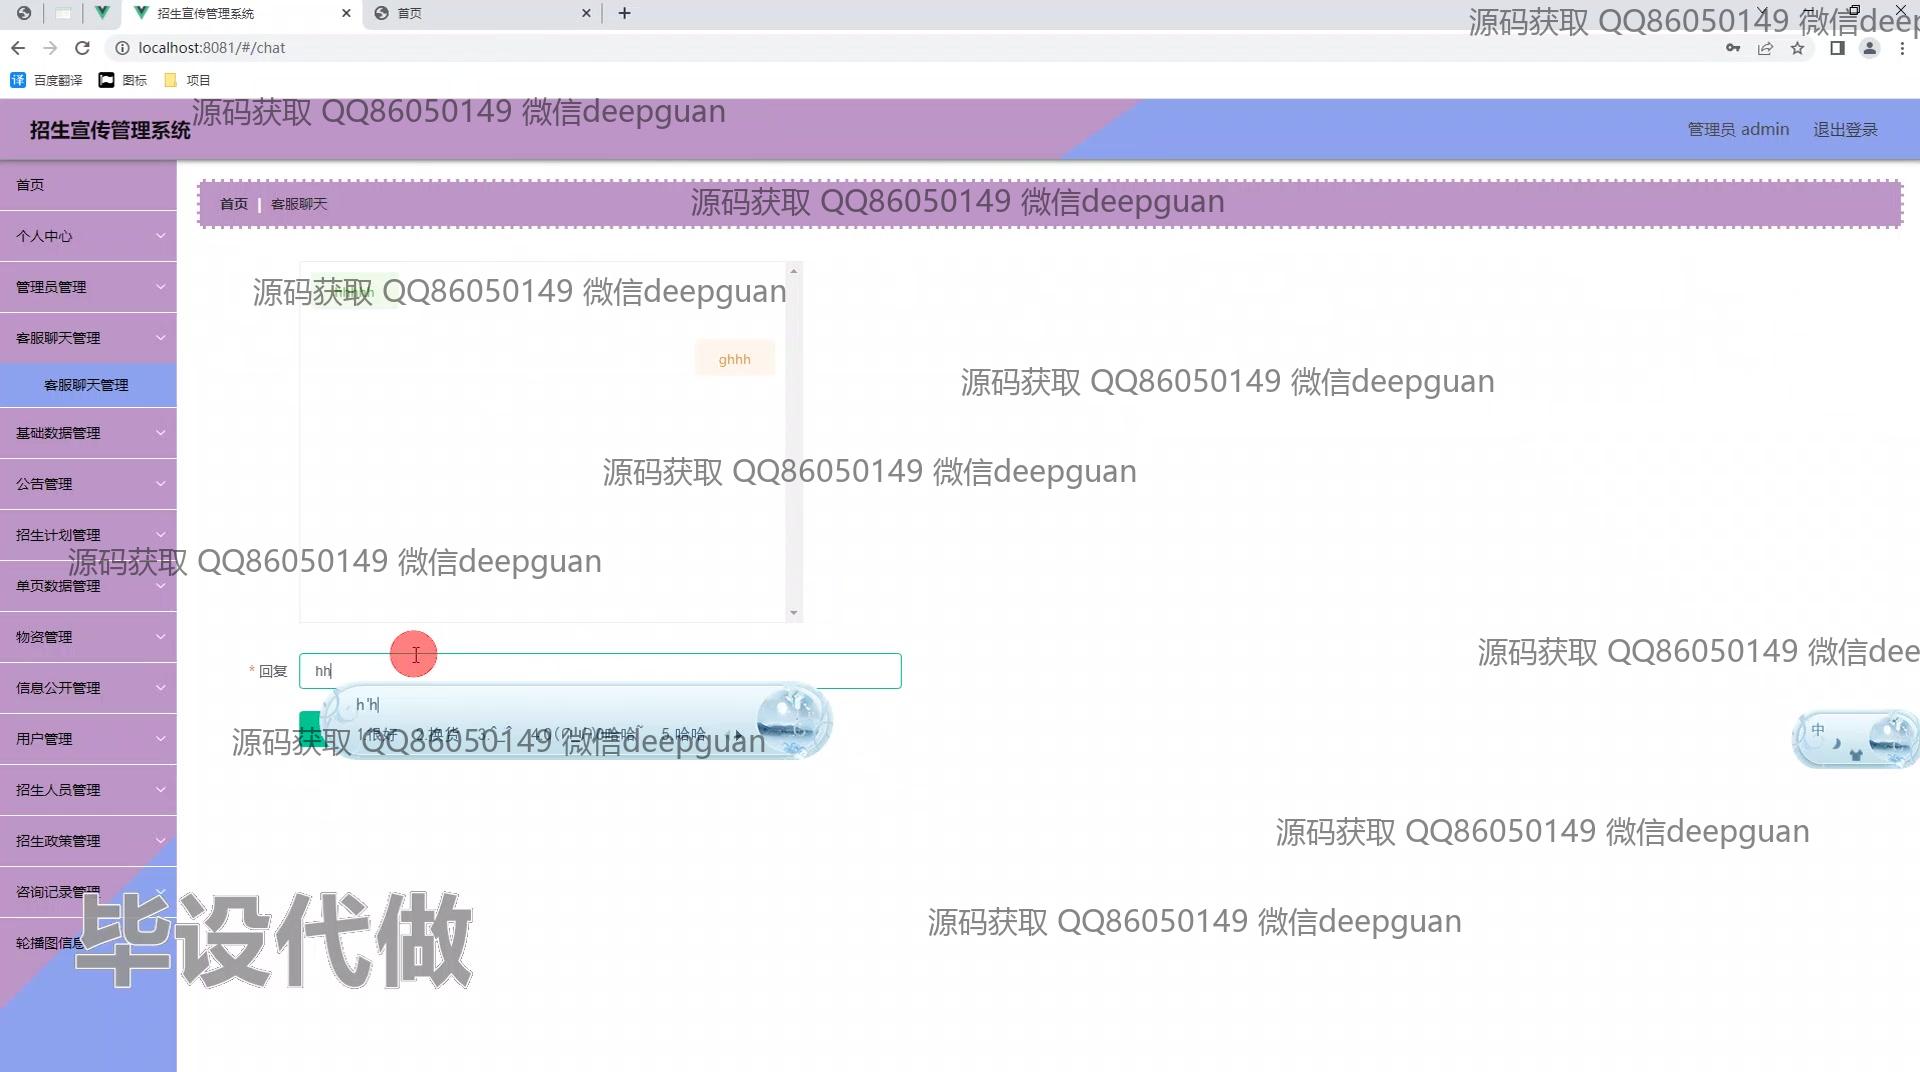 招生宣传管理系统
首页
localhost:8081/#/chat
百度翻译
图标
项目
源码获取 QQ86050149 微信deep
招生宣传管理系统
源码获取 QQ86050149 微信deepguan
管理员 admin
退出登录
首页
首页 | 客服聊天
源码获取 QQ86050149 微信deepguan
个人中心
管理员管理
源码获取 QQ86050149 微信deepguan
客服聊天管理
ghhh
客服聊天管理
源码获取 QQ86050149 微信deepguan
基础数据管理
公告管理
源码获取 QQ86050149 微信deepguan
招生计划管理
源码获取 QQ86050149 微信deepguan
单页数据管理
物资管理
源码获取 QQ86050149 微信dee
* 回复
hh
信息公开管理
h'h
用户管理
1.很好 2.换货
5.哈哈
源码获取 QQ86050149 微信deepguan
中
招生人员管理
招生政策管理
源码获取 QQ86050149 微信deepguan
咨询记录管理
源码获取 QQ86050149 微信deepguan
轮播图信息
毕设代做